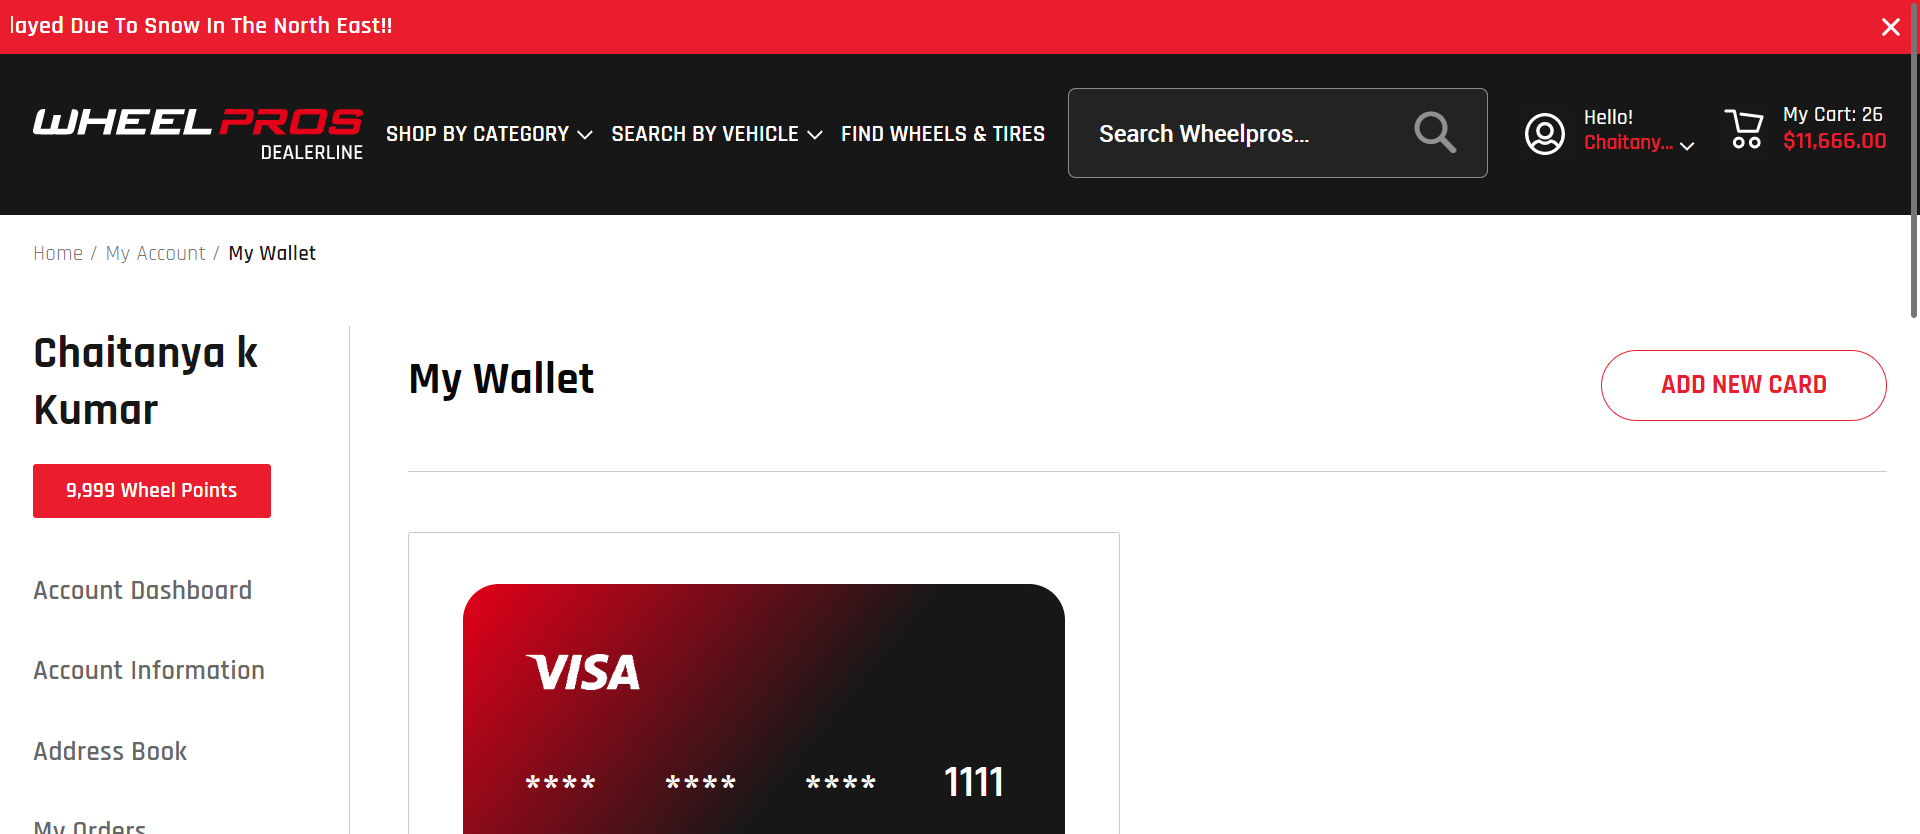 layed Due To Snow In The North East!!
WHEEL PROS
DEALERLINE
SHOP BY CATEGORY
SEARCH BY VEHICLE
FIND WHEELS & TIRES
Search Wheelpros...
Hello!
Chaitany...
My Cart: 26
$11,666.00
Home / My Account / My Wallet
Chaitanya k
Kumar
9,999 Wheel Points
Account Dashboard
Account Information
Address Book
My Orders
My Wallet
ADD NEW CARD
VISA
**** **** **** 1111